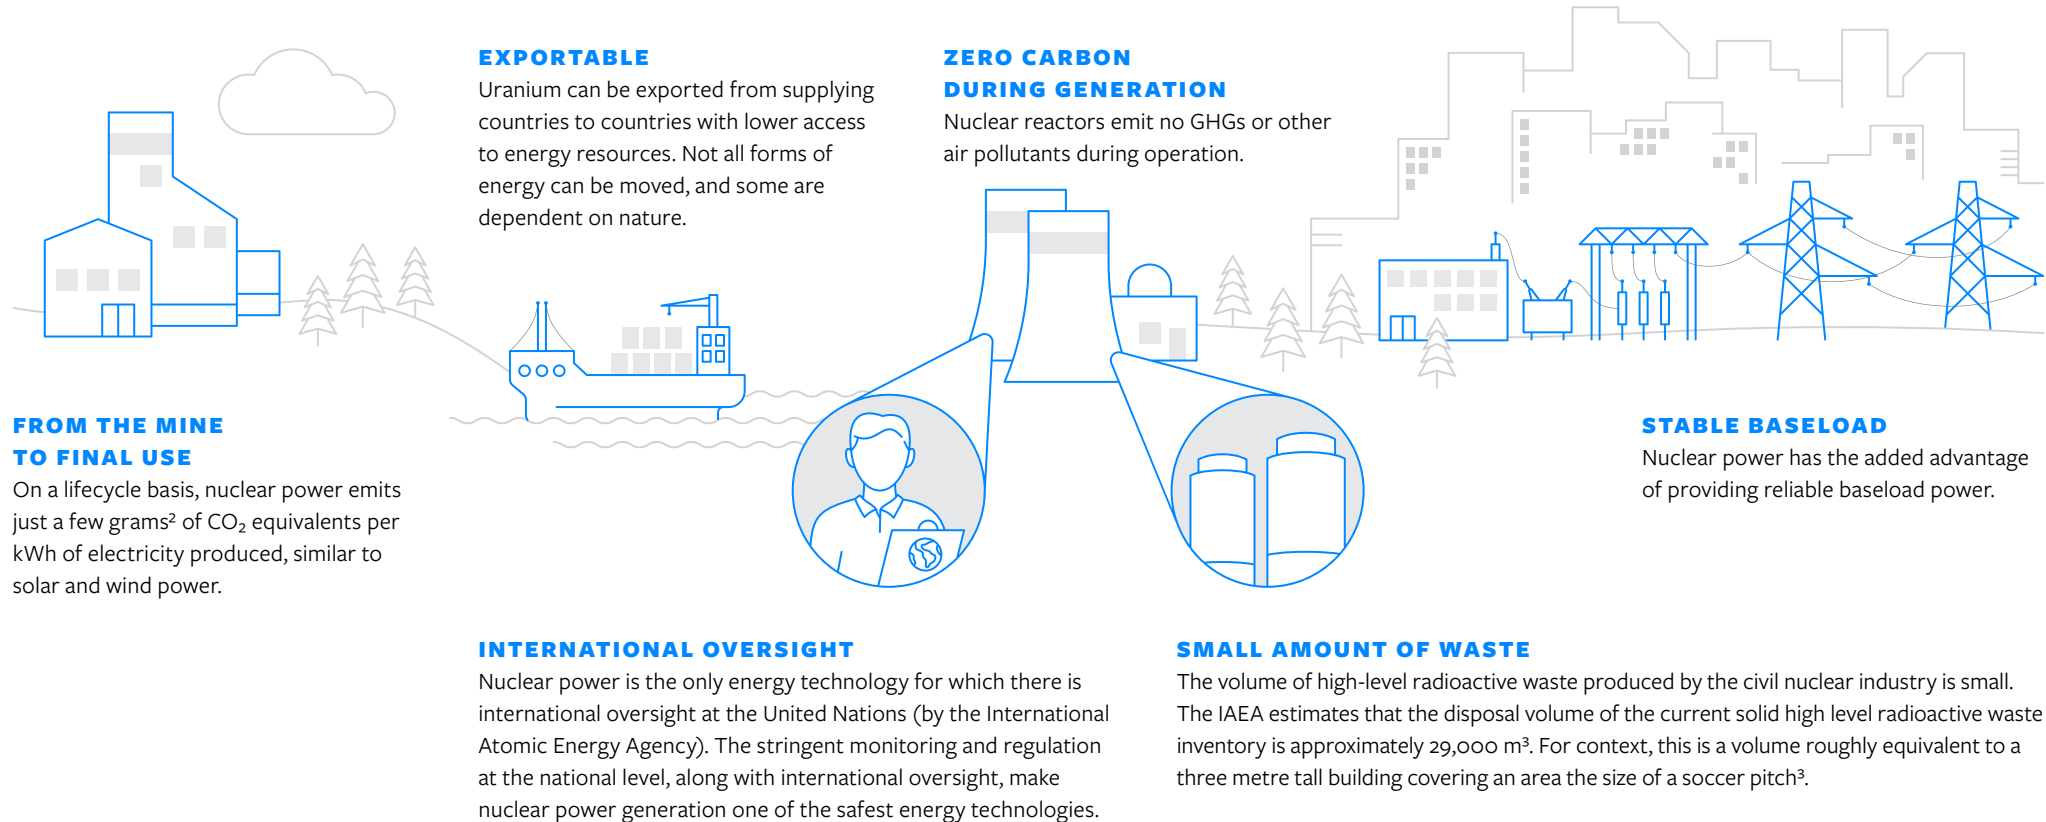 EXPORTABLE
Uranium can be exported from supplying
countries to countries with lower access
to energy resources. Not all forms of
energy can be moved, and some are
dependent on nature.
ZERO CARBON
DURING GENERATION
Nuclear reactors emit no GHGs or other
air pollutants during operation.
FROM THE MINE
TO FINAL USE
On a lifecycle basis, nuclear power emits
just a few grams² of CO₂ equivalents per
kWh of electricity produced, similar to
solar and wind power.
STABLE BASELOAD
Nuclear power has the added advantage
of providing reliable baseload power.
INTERNATIONAL OVERSIGHT
Nuclear power is the only energy technology for which there is
international oversight at the United Nations (by the International
Atomic Energy Agency). The stringent monitoring and regulation
at the national level, along with international oversight, make
nuclear power generation one of the safest energy technologies.
SMALL AMOUNT OF WASTE
The volume of high-level radioactive waste produced by the civil nuclear industry is small.
The IAEA estimates that the disposal volume of the current solid high level radioactive waste
inventory is approximately 29,000 m³. For context, this is a volume roughly equivalent to a
three metre tall building covering an area the size of a soccer pitch³.